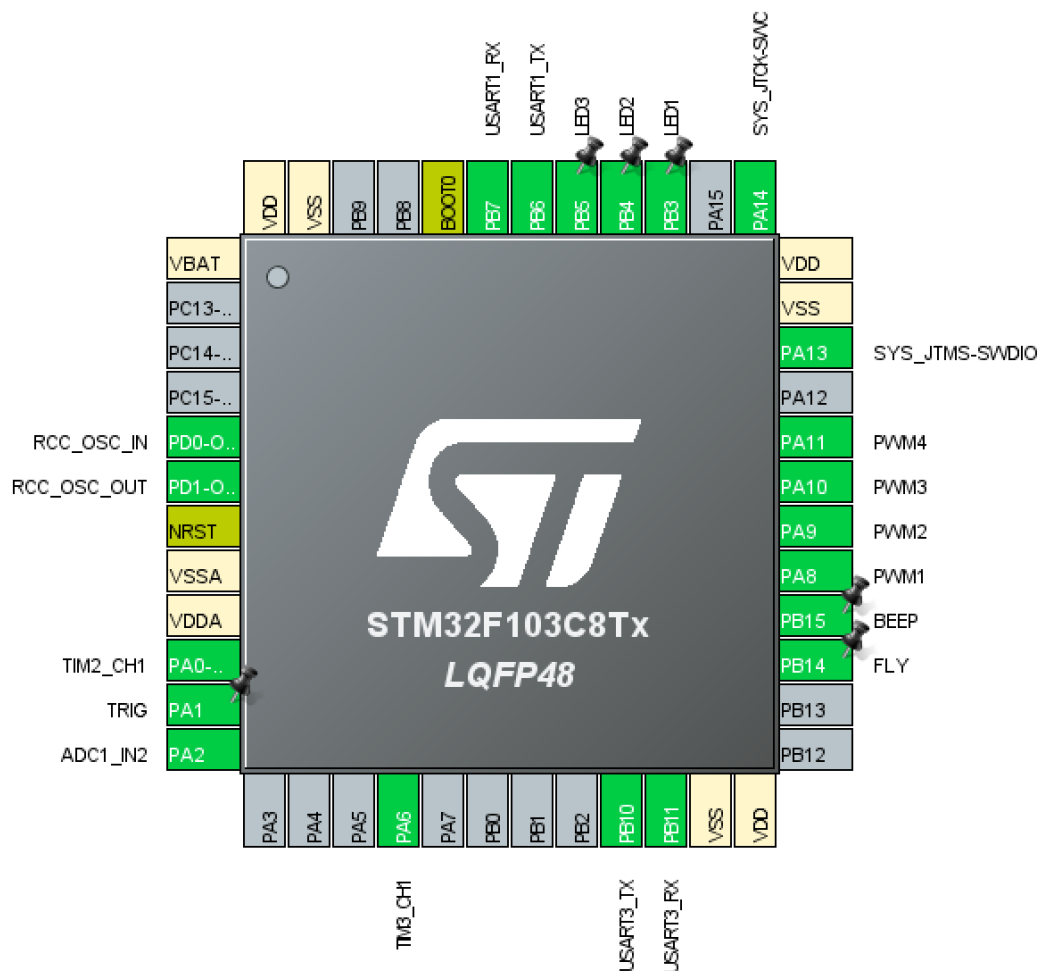 USART1_RX
USART1_TX
LED3
LED2
LED1
SYS_JTCK-SWC
VDD
VSS
PB9
PB8
BOOT0
PB7
PB6
PB5
PB4
PB3
PA15
PA14
VBAT
PC13-..
PC14-..
PC15-..
RCC_OSC_IN PD0-O..
RCC_OSC_OUT PD1-O..
NRST
VSSA
VDDA
TIM2_CH1 PA0-..
TRIG PA1
ADC1_IN2 PA2
STM32F103C8Tx
LQFP48
VDD
VSS
PA13 SYS_JTMS-SWDIO
PA12
PA11 PWM4
PA10 PWM3
PA9 PWM2
PA8 PWM1
PB15 BEEP
PB14 FLY
PB13
PB12
PA3
PA4
PA5
PA6
PA7
PB0
PB1
PB2
PB10
PB11
VSS
VDD
TIM3_CH1
USART3_TX
USART3_RX